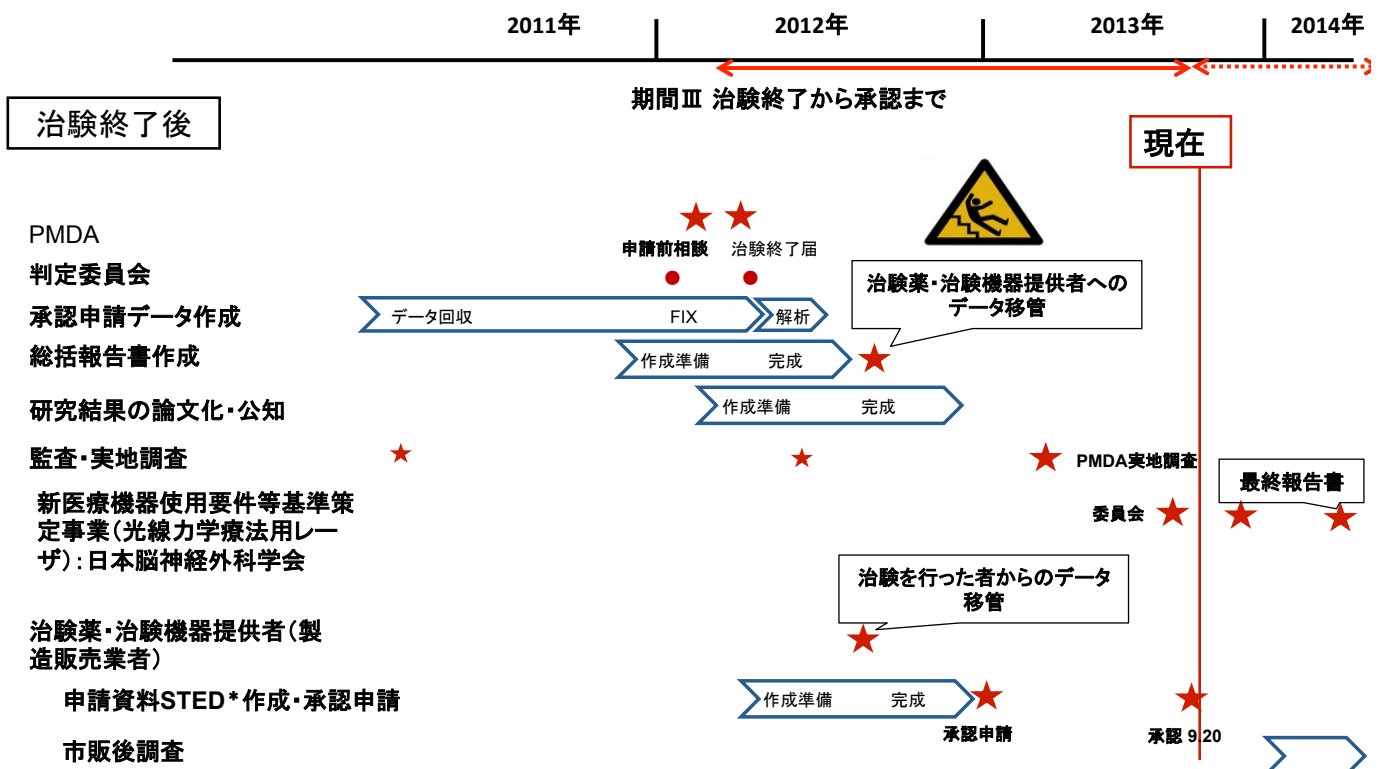 2011年
2012年
2013年
2014年
期間Ⅲ 治験終了から承認まで
治験終了後
現在
PMDA
申請前相談
治験終了届
判定委員会
治験薬・治験機器提供者への
データ移管
承認申請データ作成
データ回収
FIX
解析
総括報告書作成
作成準備
完成
研究結果の論文化・公知
作成準備
完成
監査・実地調査
PMDA実地調査
最終報告書
新医療機器使用要件等基準策
定事業(光線力学療法用レー
ザ):日本脳神経外科学会
委員会
治験を行った者からのデータ
移管
治験薬・治験機器提供者(製
造販売業者)
申請資料STED*作成・承認申請
作成準備
完成
承認申請
承認 9.20
市販後調査